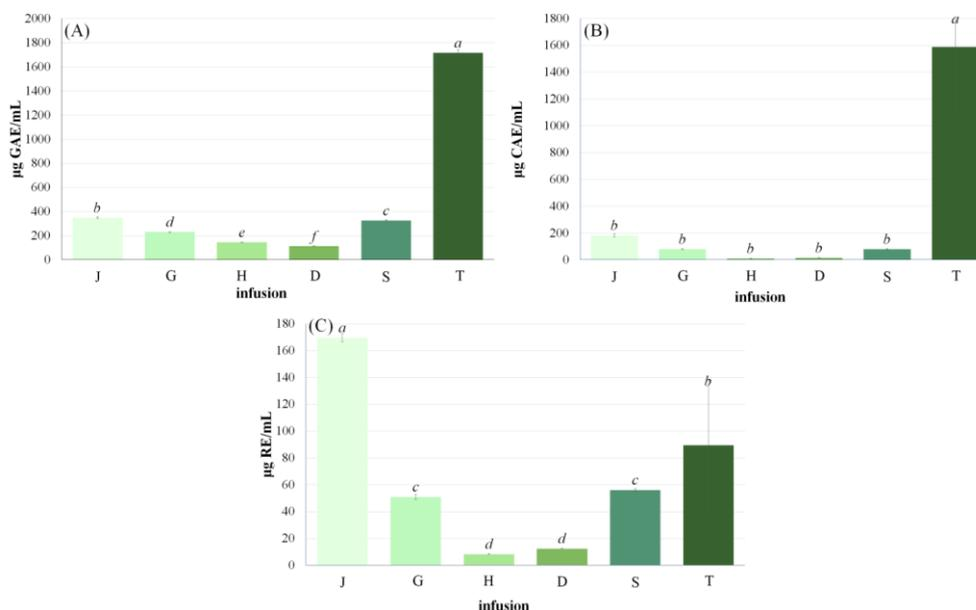 (A)
µg GAE/mL
2000
1800
1600
1400
1200
1000
800
600
400
200
0
b
d
e
f
c
a
J G H D S T
infusion
(B)
µg CAE/mL
1800
1600
1400
1200
1000
800
600
400
200
0
b
b
b
b
b
a
J G H D S T
infusion
(C)
µg RE/mL
180
160
140
120
100
80
60
40
20
0
a
c
d
d
c
b
J G H D S T
infusion